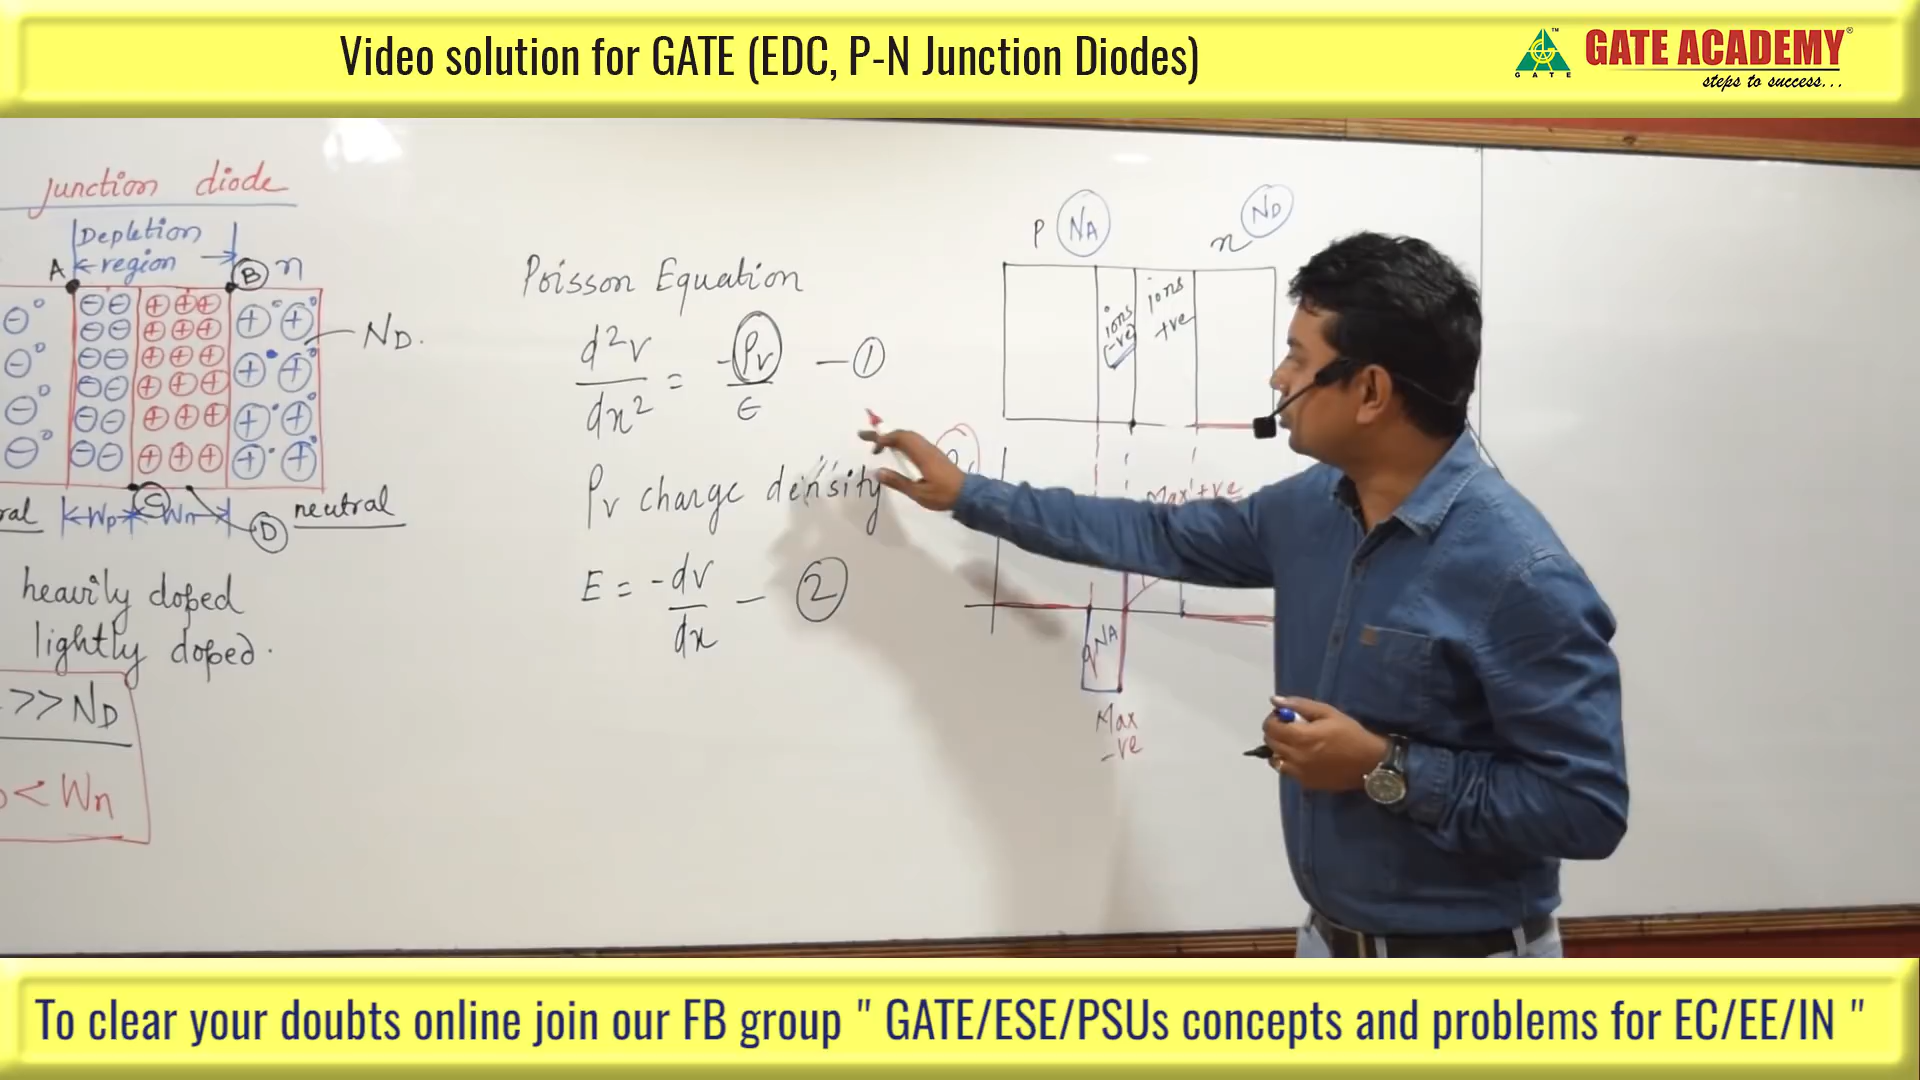 Video solution for GATE (EDC, P-N Junction Diodes)
GATE
GATE ACADEMY
steps to success...
junction diode
Depletion
region
A
B
n
ND.
C
D
Wp
Wn
neutral
heavily doped
lightly doped.
>> ND
< Wn
Poisson Equation
d²v/dx² = -ρv/ε - 1
ρv charge density
E = -dv/dx - 2
P NA
n ND
ions -ve
ions +ve
Max +ve
qNA
Max
-ve
To clear your doubts online join our FB group " GATE/ESE/PSUs concepts and problems for EC/EE/IN "